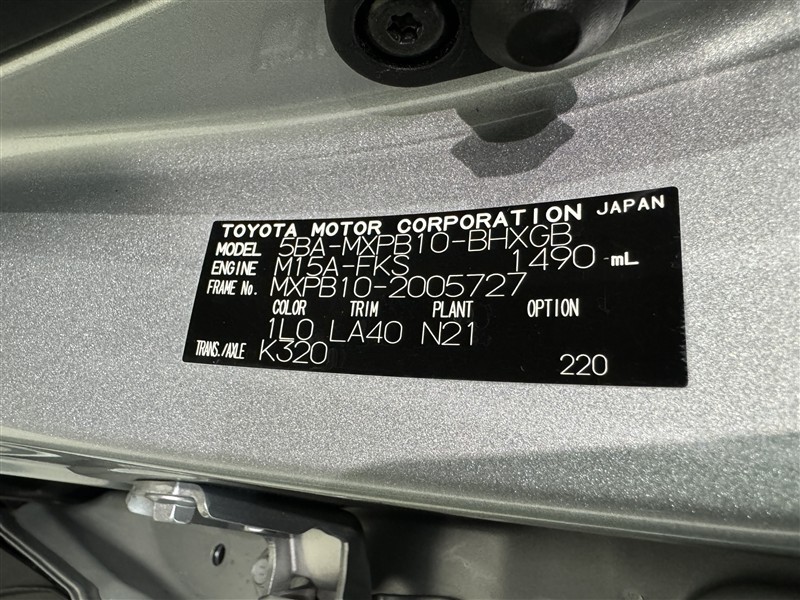 TOYOTA MOTOR CORPORATION JAPAN
MODEL 5BA-MXPB10-BHXGB
ENGINE M15A-FKS 1490 mL
FRAME No. MXPB10-2005727
COLOR TRIM PLANT OPTION
1L0 LA40 N21
TRANS./AXLE K320
220